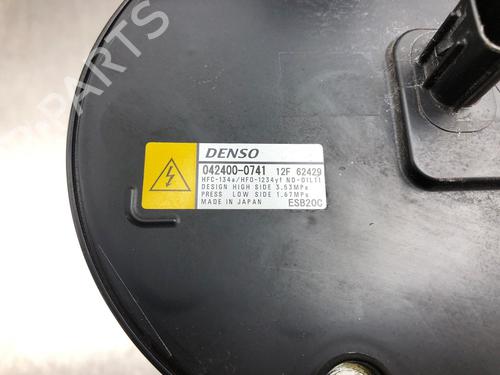 DENSO
042400-0741 12F 62429
HFC-134a/HFO-1234yf ND-OIL11
DESIGN HIGH SIDE 3.53MPa
PRESS LOW SIDE 1.67MPa
MADE IN JAPAN ESB20C
PARTS